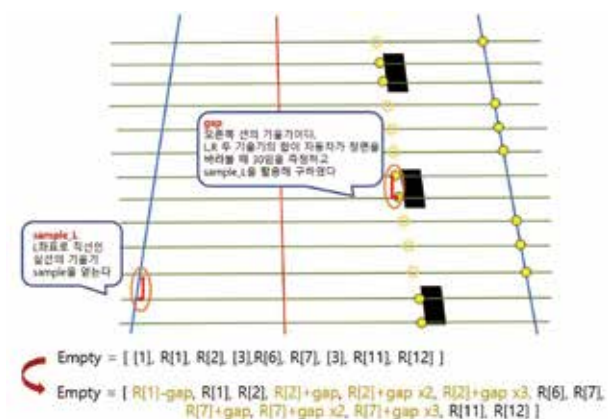 gap
오른쪽 선의 기울기이다.
L,R 두 기울기의 합이 자동차가 정면을
바라볼 때 30임을 측정하고
sample_L을 활용해 구하였다
sample_L
L좌표로 직선인
실선의 기울기
sample을 얻는다
Empty = [ [1], R[1], R[2], [3],R[6], R[7], [3], R[11], R[12] ]
Empty = [ R[1]-gap, R[1], R[2], R[2]+gap, R[2]+gap x2, R[2]+gap x3, R[6], R[7],
R[7]+gap, R[7]+gap x2, R[7]+gap x3, R[11], R[12] ]